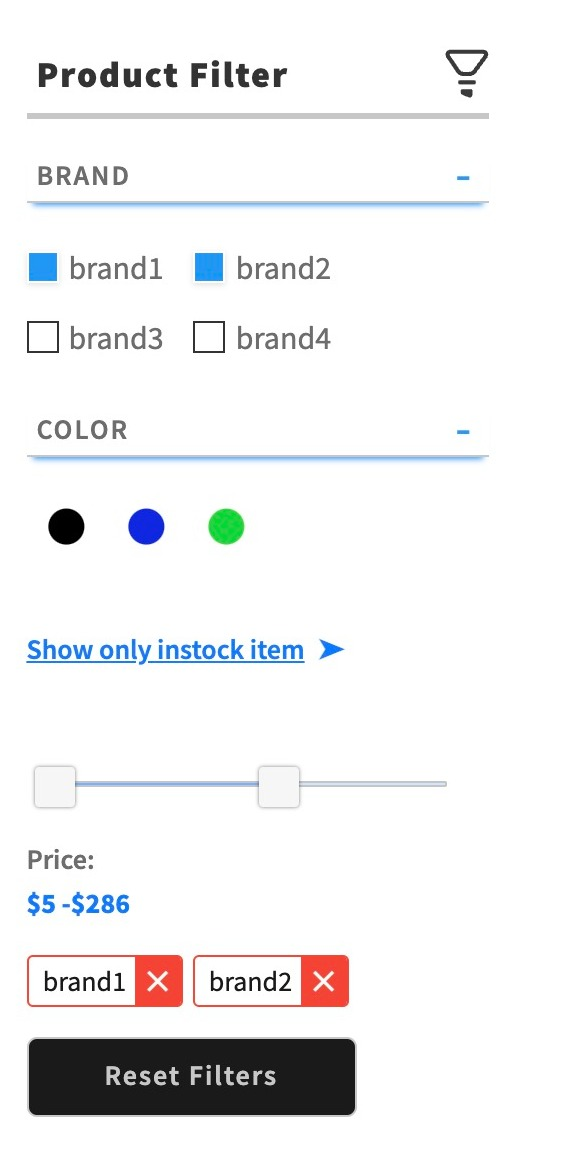 Product Filter
BRAND -
brand1 brand2
brand3 brand4
COLOR -
Show only instock item ➤
Price:
$5 -$286
brand1 ✕ brand2 ✕
Reset Filters